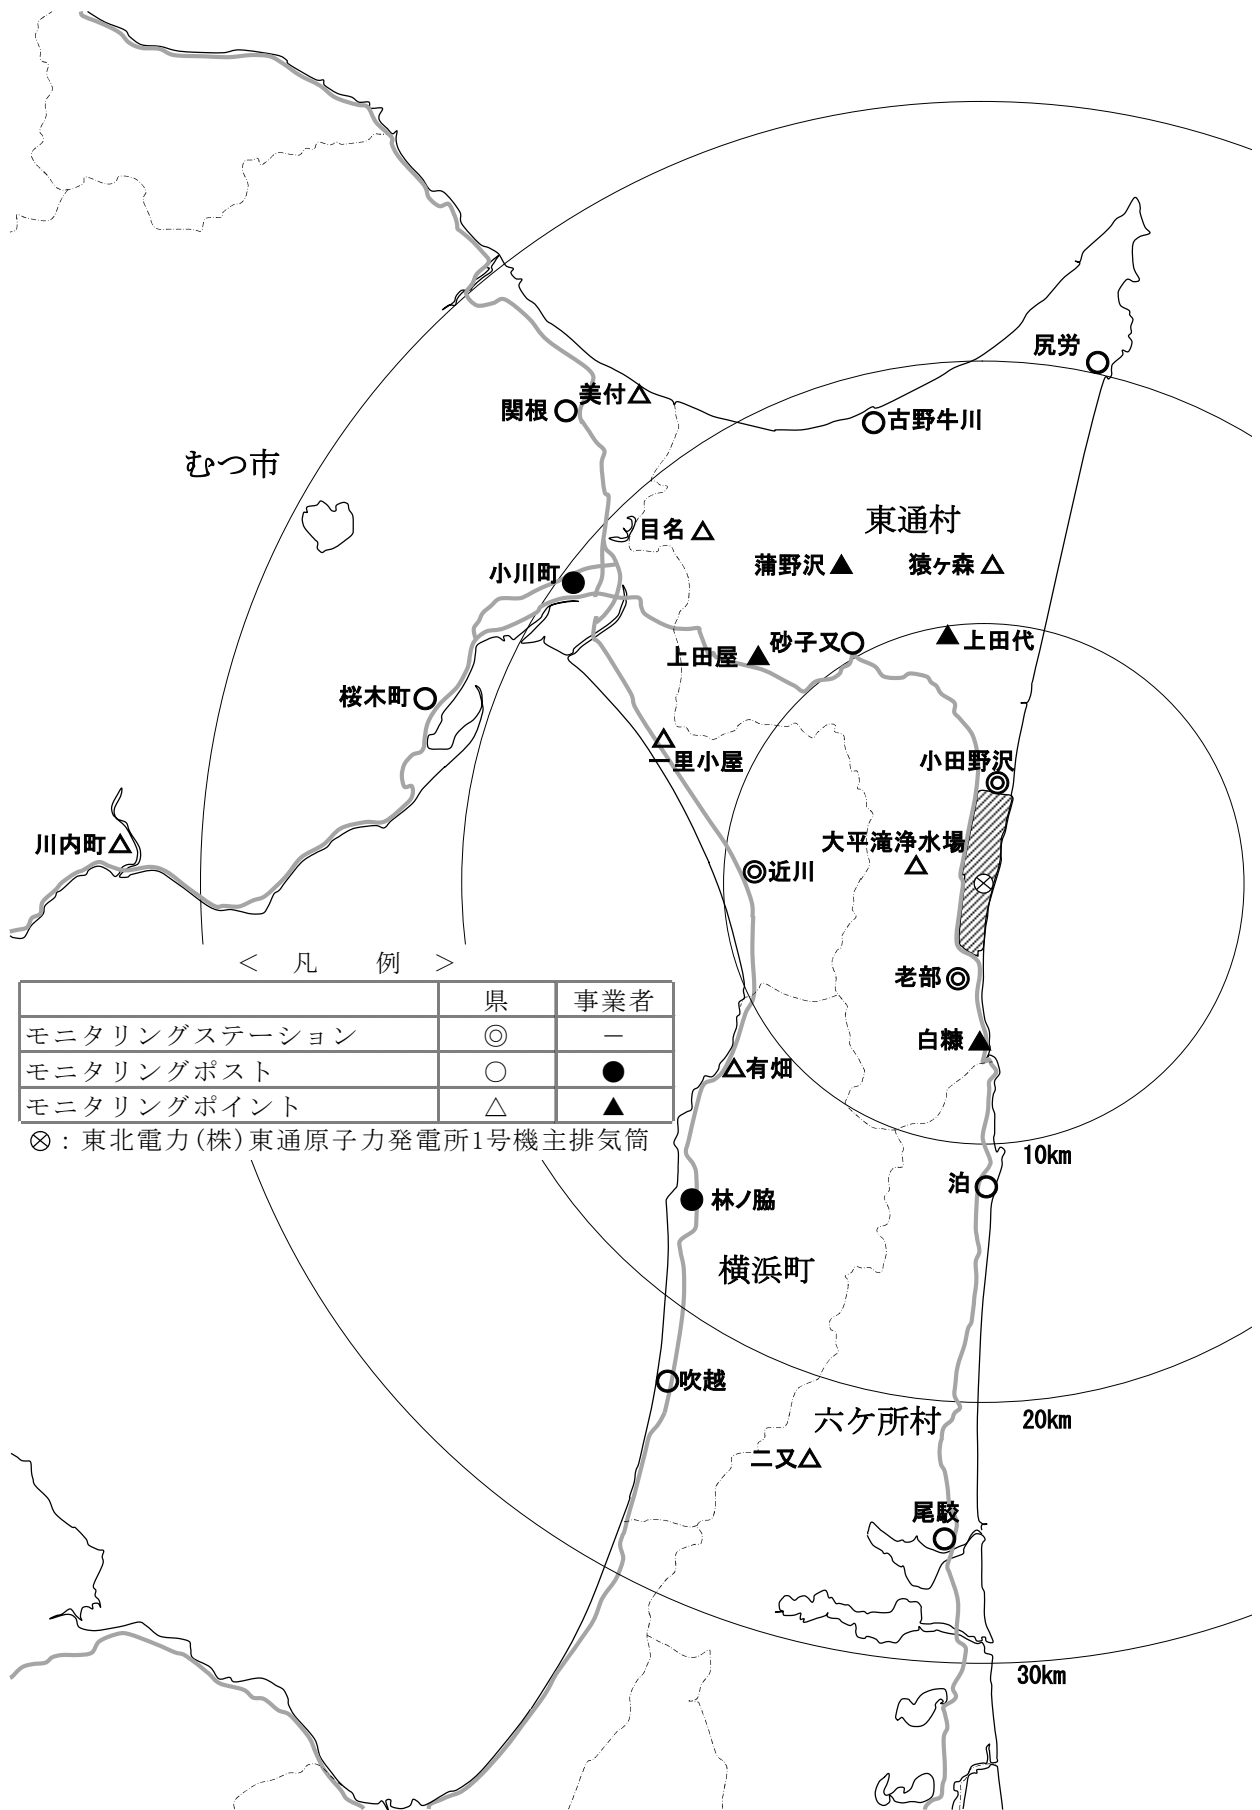 尻労
美付△
関根
古野牛川
むつ市
東通村
目名△
蒲野沢▲
猿ヶ森△
小川町
砂子又
▲上田代
上田屋▲
桜木町
一里小屋
小田野沢
川内町△
大平滝浄水場
◎近川
＜ 凡 例 ＞
県 事業者
モニタリングステーション ◎ －
モニタリングポスト ○ ●
モニタリングポイント △ ▲
⊗：東北電力(株)東通原子力発電所1号機主排気筒
老部◎
白糠▲
△有畑
10km
泊
林ノ脇
横浜町
吹越
20km
六ケ所村
二又△
尾駮
30km